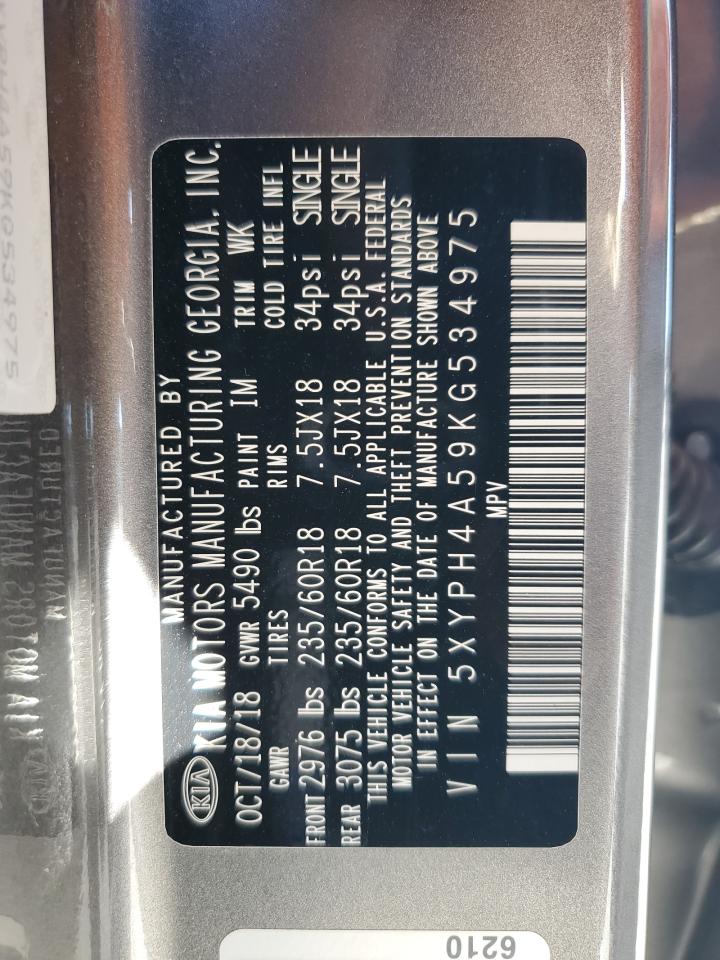 MANUFACTURED BY
KIA KIA MOTORS MANUFACTURING GEORGIA, INC.
OCT/18/18 GVWR 5490 lbs PAINT IM TRIM WK
GAWR TIRES RIMS COLD TIRE INFL
FRONT 2976 lbs 235/60R18 7.5JX18 34psi SINGLE
REAR 3075 lbs 235/60R18 7.5JX18 34psi SINGLE
THIS VEHICLE CONFORMS TO ALL APPLICABLE U.S.A. FEDERAL
MOTOR VEHICLE SAFETY AND THEFT PREVENTION STANDARDS
IN EFFECT ON THE DATE OF MANUFACTURE SHOWN ABOVE
VIN 5XYPH4A59KG534975
MPV
6210